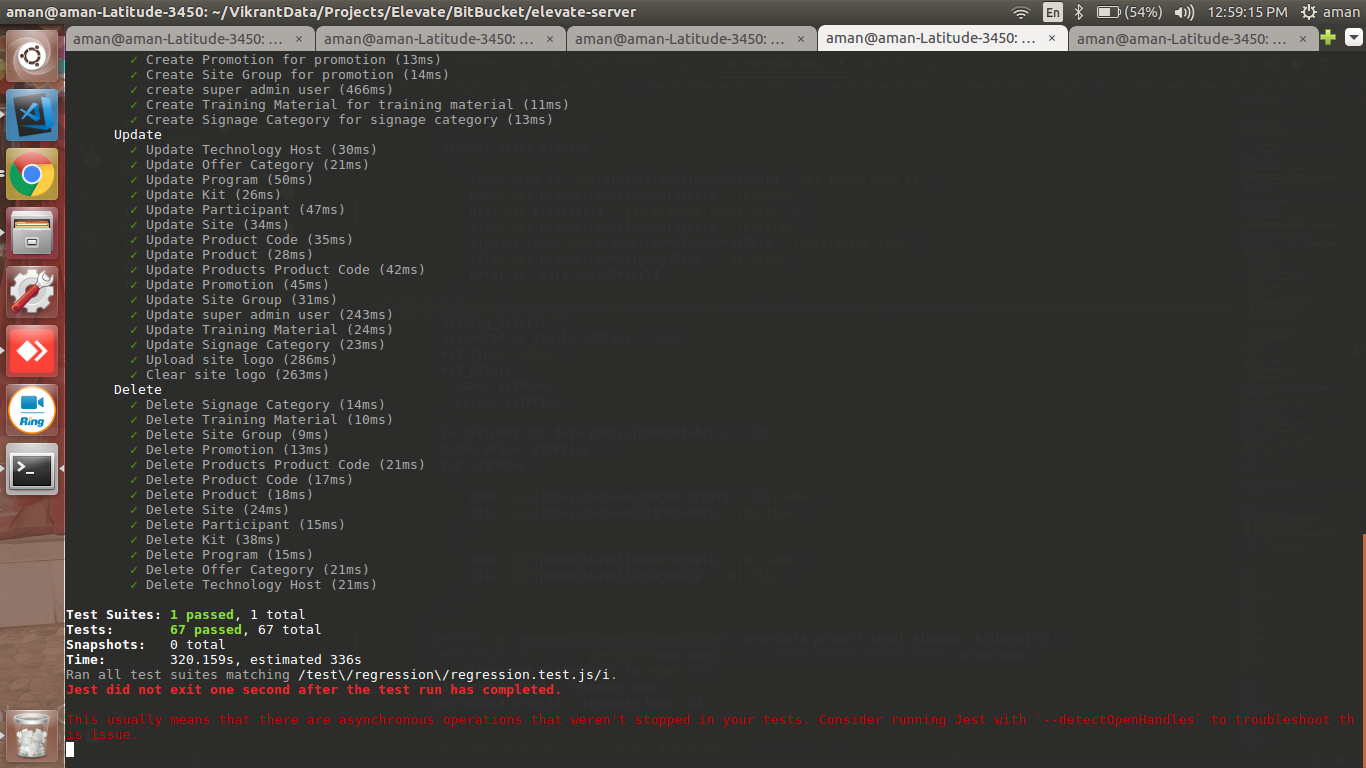 aman@aman-Latitude-3450: ~/VikrantData/Projects/Elevate/BitBucket/elevate-server
En
(54%)
12:59:15 PM
aman
aman@aman-Latitude-3450: ... ×
aman@aman-Latitude-3450: ... ×
aman@aman-Latitude-3450: ... ×
aman@aman-Latitude-3450: ... ×
aman@aman-Latitude-3450: ... ×
✓ Create Promotion for promotion (13ms)
✓ Create Site Group for promotion (14ms)
✓ create super admin user (466ms)
✓ Create Training Material for training material (11ms)
✓ Create Signage Category for signage category (13ms)
Update
✓ Update Technology Host (30ms)
✓ Update Offer Category (21ms)
✓ Update Program (50ms)
✓ Update Kit (26ms)
✓ Update Participant (47ms)
✓ Update Site (34ms)
✓ Update Product Code (35ms)
✓ Update Product (28ms)
✓ Update Products Product Code (42ms)
✓ Update Promotion (45ms)
✓ Update Site Group (31ms)
✓ Update super admin user (243ms)
✓ Update Training Material (24ms)
✓ Update Signage Category (23ms)
✓ Upload site logo (286ms)
✓ Clear site logo (263ms)
Delete
✓ Delete Signage Category (14ms)
✓ Delete Training Material (10ms)
✓ Delete Site Group (9ms)
✓ Delete Promotion (13ms)
✓ Delete Products Product Code (21ms)
✓ Delete Product Code (17ms)
✓ Delete Product (18ms)
✓ Delete Site (24ms)
✓ Delete Participant (15ms)
✓ Delete Kit (38ms)
✓ Delete Program (15ms)
✓ Delete Offer Category (21ms)
✓ Delete Technology Host (21ms)
Test Suites: 1 passed, 1 total
Tests: 67 passed, 67 total
Snapshots: 0 total
Time: 320.159s, estimated 336s
Ran all test suites matching /test\/regression\/regression.test.js/i.
Jest did not exit one second after the test run has completed.
This usually means that there are asynchronous operations that weren't stopped in your tests. Consider running Jest with `--detectOpenHandles` to troubleshoot th
is issue.
Ring